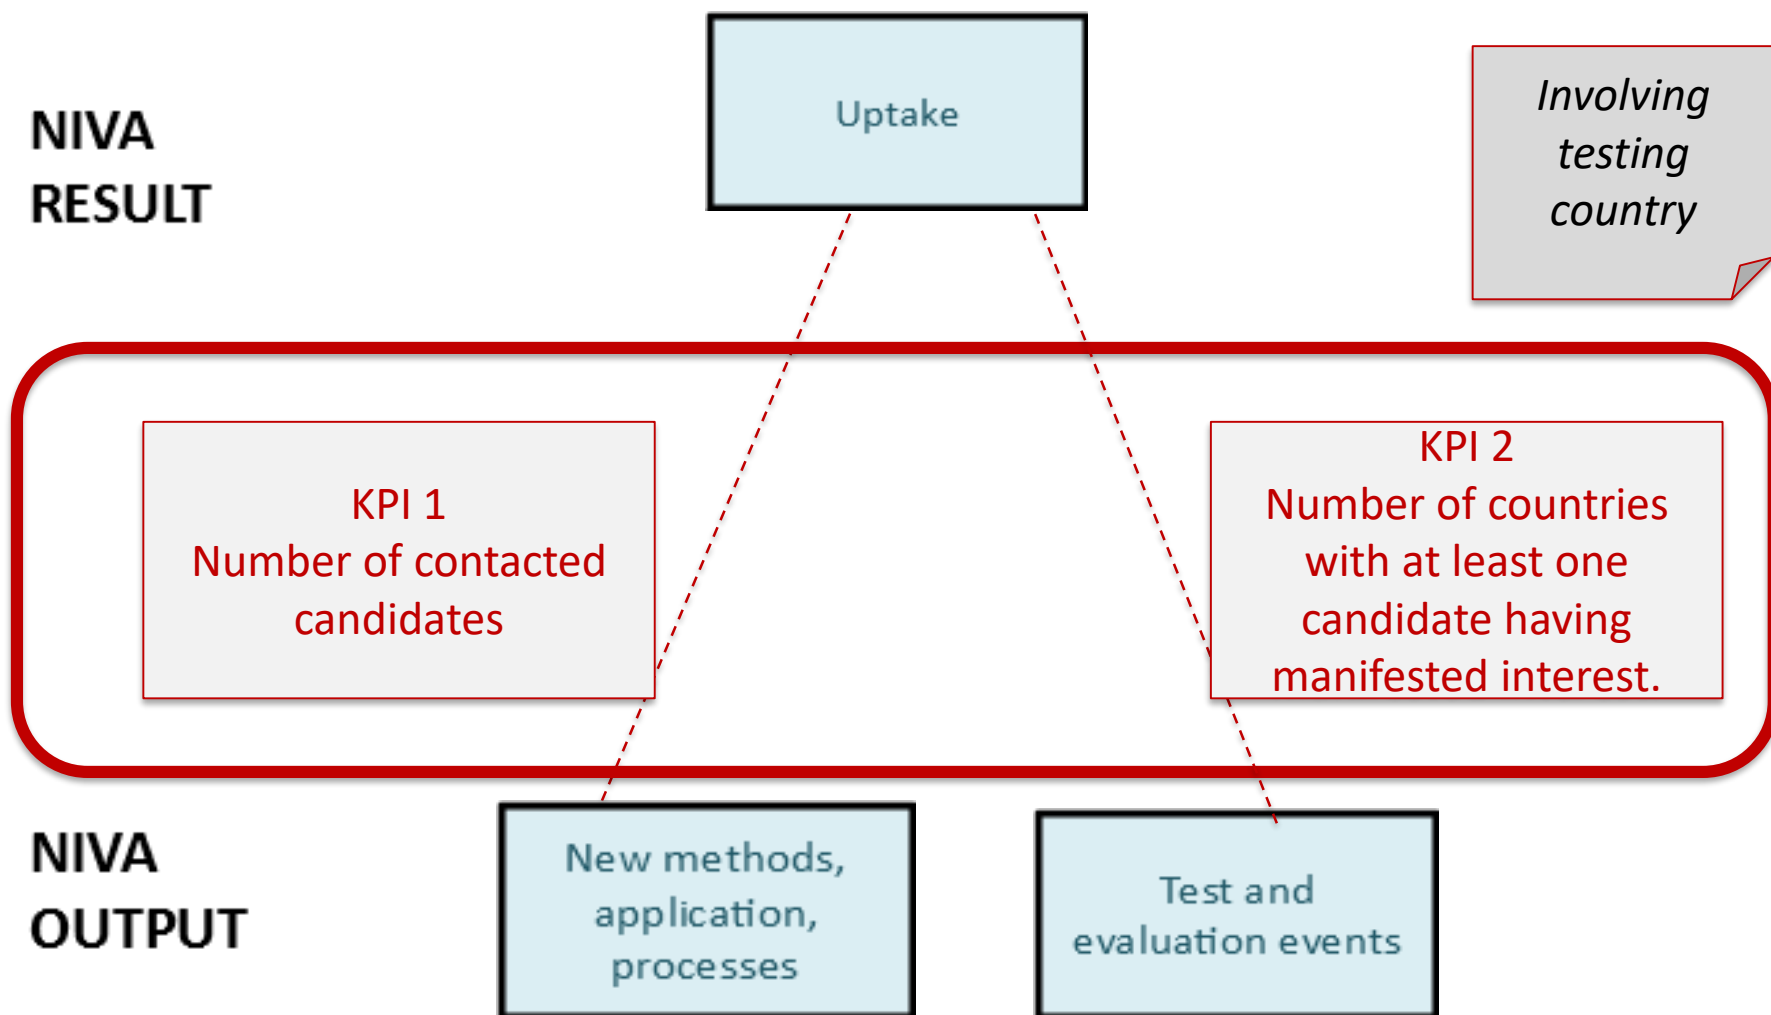 NIVA
RESULT
Uptake
Involving
testing
country
KPI 1
Number of contacted
candidates
KPI 2
Number of countries
with at least one
candidate having
manifested interest.
NIVA
OUTPUT
New methods,
application,
processes
Test and
evaluation events